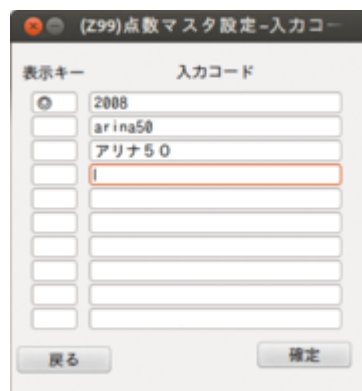 (Z99)点数マスタ設定-入力コー
表示キー 入力コード
◎ 2008
arina50
アリナ50
戻る 確定